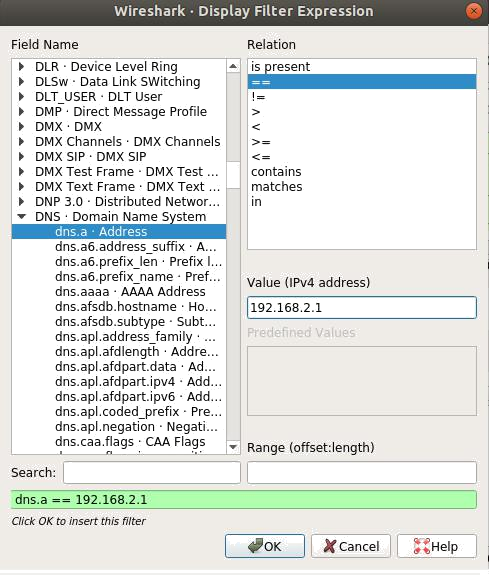 Wireshark · Display Filter Expression
Field Name
DLR · Device Level Ring
DLSw · Data Link SWitching
DLT_USER · DLT User
DMP · Direct Message Profile
DMX · DMX
DMX Channels · DMX Channels
DMX SIP · DMX SIP
DMX Test Frame · DMX Test ...
DMX Text Frame · DMX Text ...
DNP 3.0 · Distributed Networ...
DNS · Domain Name System
dns.a · Address
dns.a6.address_suffix · A...
dns.a6.prefix_len · Prefix l...
dns.a6.prefix_name · Pref...
dns.aaaa · AAAA Address
dns.afsdb.hostname · Ho...
dns.afsdb.subtype · Subt...
dns.apl.address_family · ...
dns.apl.afdlength · Addre...
dns.apl.afdpart.data · Ad...
dns.apl.afdpart.ipv4 · Add...
dns.apl.afdpart.ipv6 · Add...
dns.apl.coded_prefix · Pre...
dns.apl.negation · Negati...
dns.caa.flags · CAA Flags
Relation
is present
==
!=
>
<
>=
<=
contains
matches
in
Value (IPv4 address)
192.168.2.1
Predefined Values
Range (offset:length)
Search:
dns.a == 192.168.2.1
Click OK to insert this filter
OK
Cancel
Help